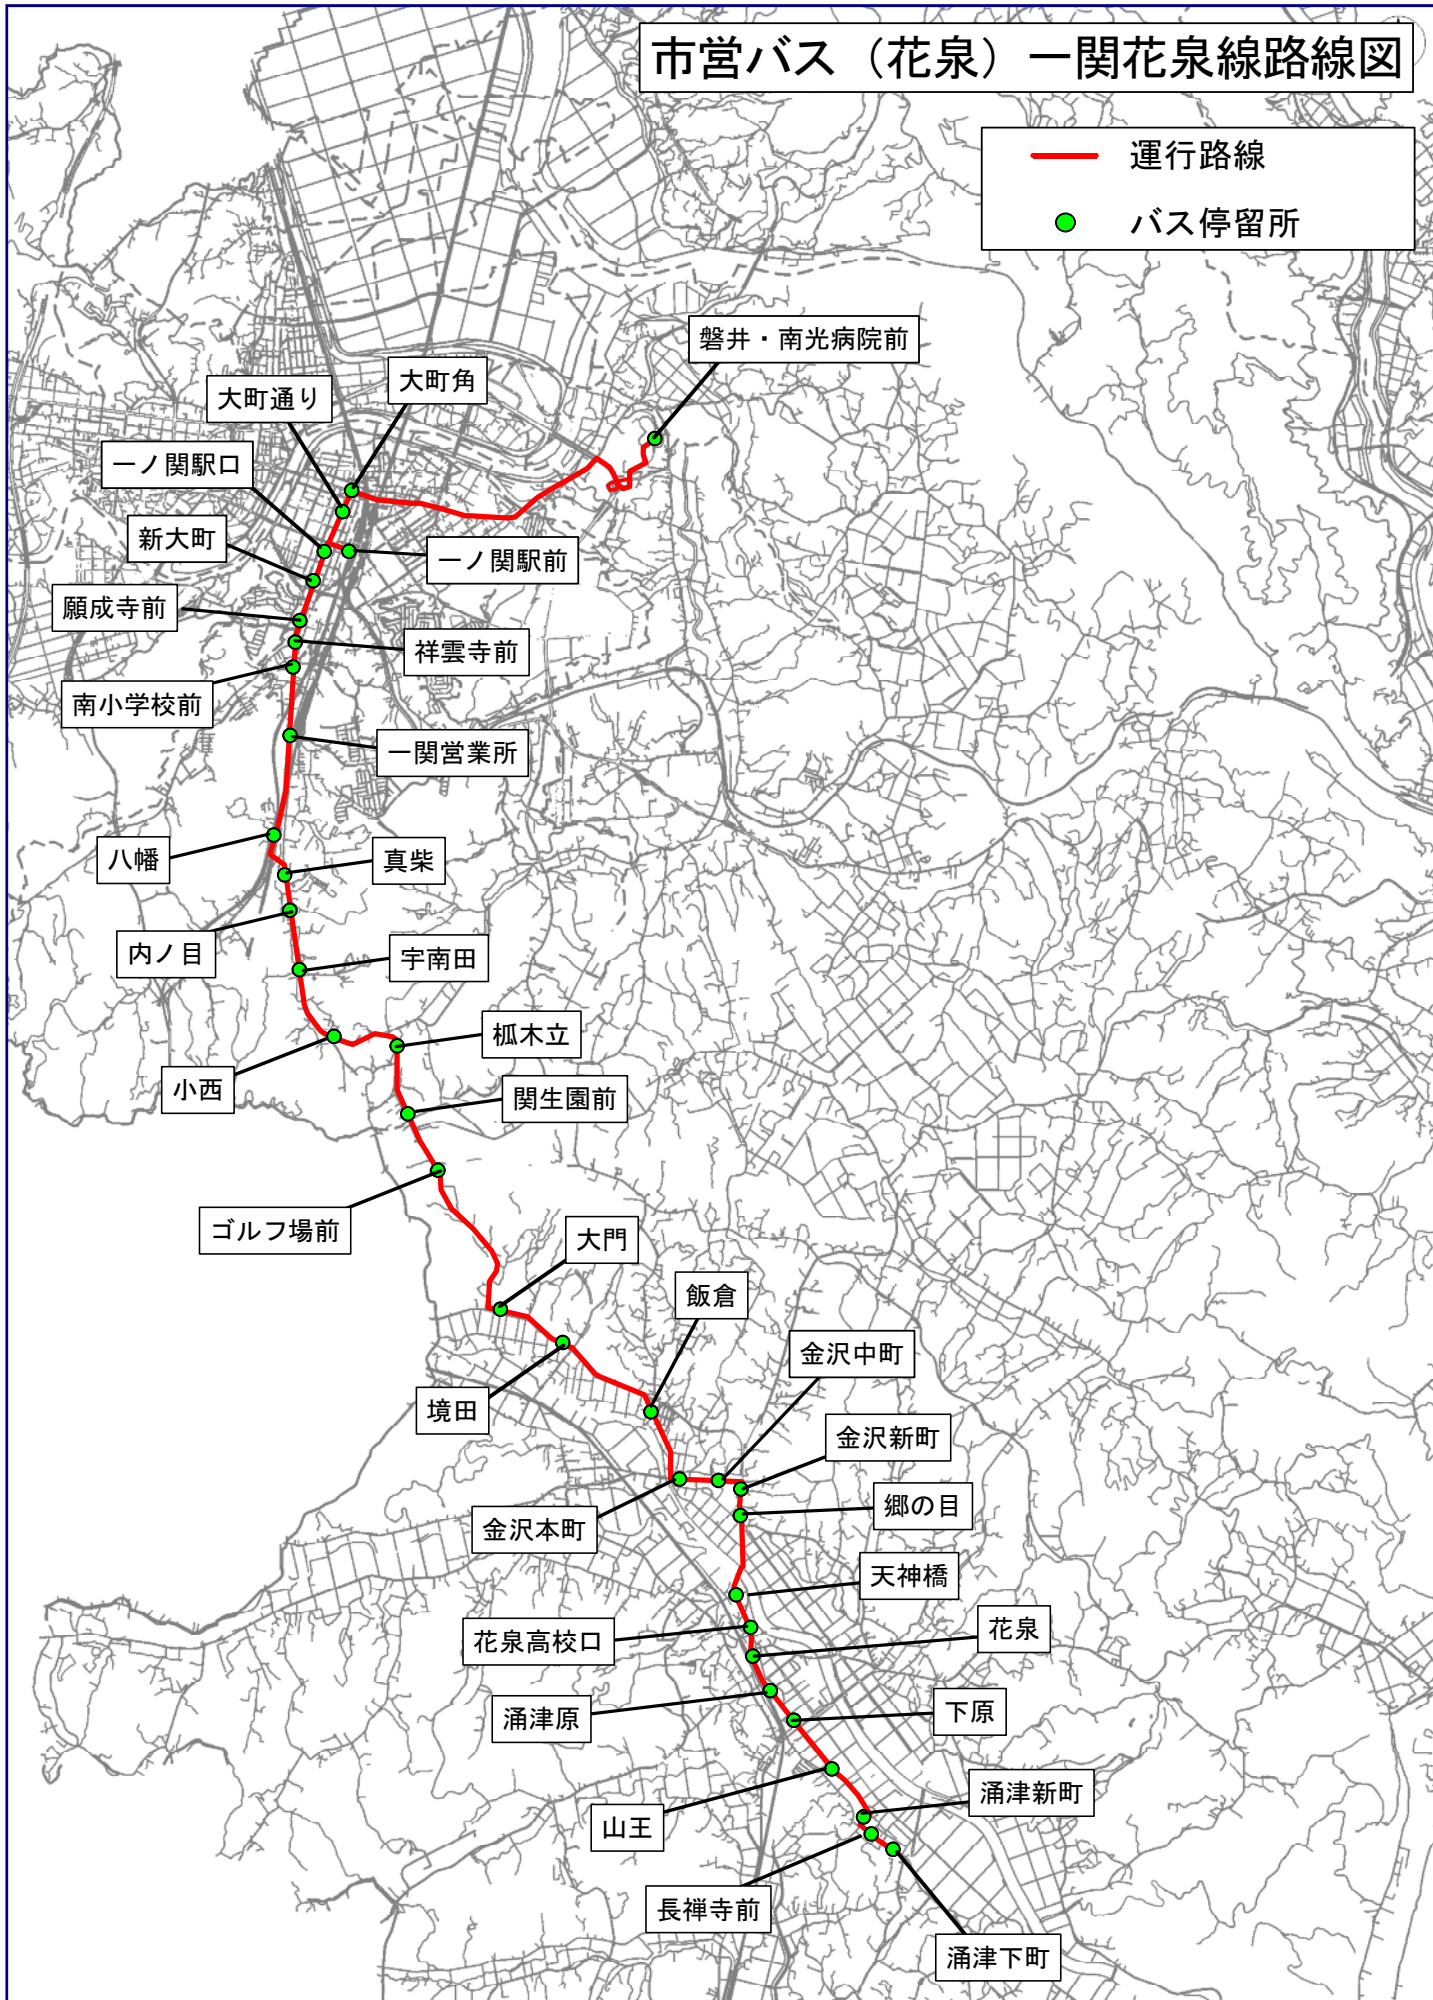 市営バス（花泉）一関花泉線路線図
運行路線
バス停留所
磐井・南光病院前
大町角
大町通り
一ノ関駅口
新大町
一ノ関駅前
願成寺前
祥雲寺前
南小学校前
一関営業所
八幡
真柴
内ノ目
宇南田
柧木立
小西
関生園前
ゴルフ場前
大門
飯倉
金沢中町
境田
金沢新町
郷の目
金沢本町
天神橋
花泉高校口
花泉
涌津原
下原
涌津新町
山王
長禅寺前
涌津下町